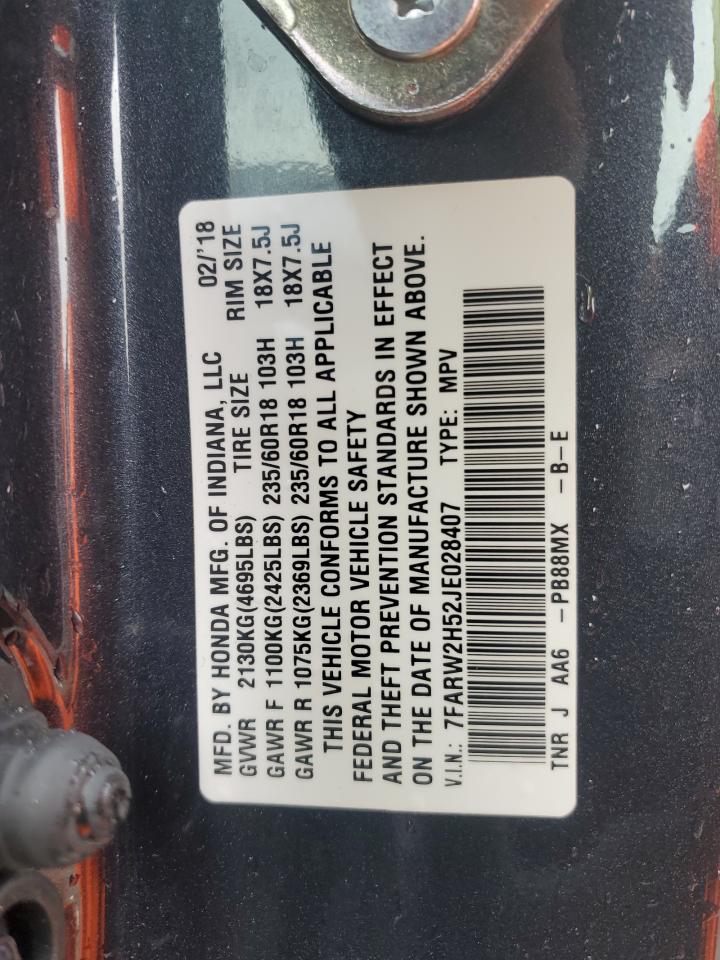 MFD. BY HONDA MFG. OF INDIANA, LLC 02/'18
GVWR 2130KG(4695LBS) TIRE SIZE RIM SIZE
GAWR F 1100KG(2425LBS) 235/60R18 103H 18X7.5J
GAWR R 1075KG(2369LBS) 235/60R18 103H 18X7.5J
THIS VEHICLE CONFORMS TO ALL APPLICABLE
FEDERAL MOTOR VEHICLE SAFETY
AND THEFT PREVENTION STANDARDS IN EFFECT
ON THE DATE OF MANUFACTURE SHOWN ABOVE.
V.I.N.: 7FARW2H52JE028407 TYPE: MPV
TNR J AA6 -PB88MX -B-E